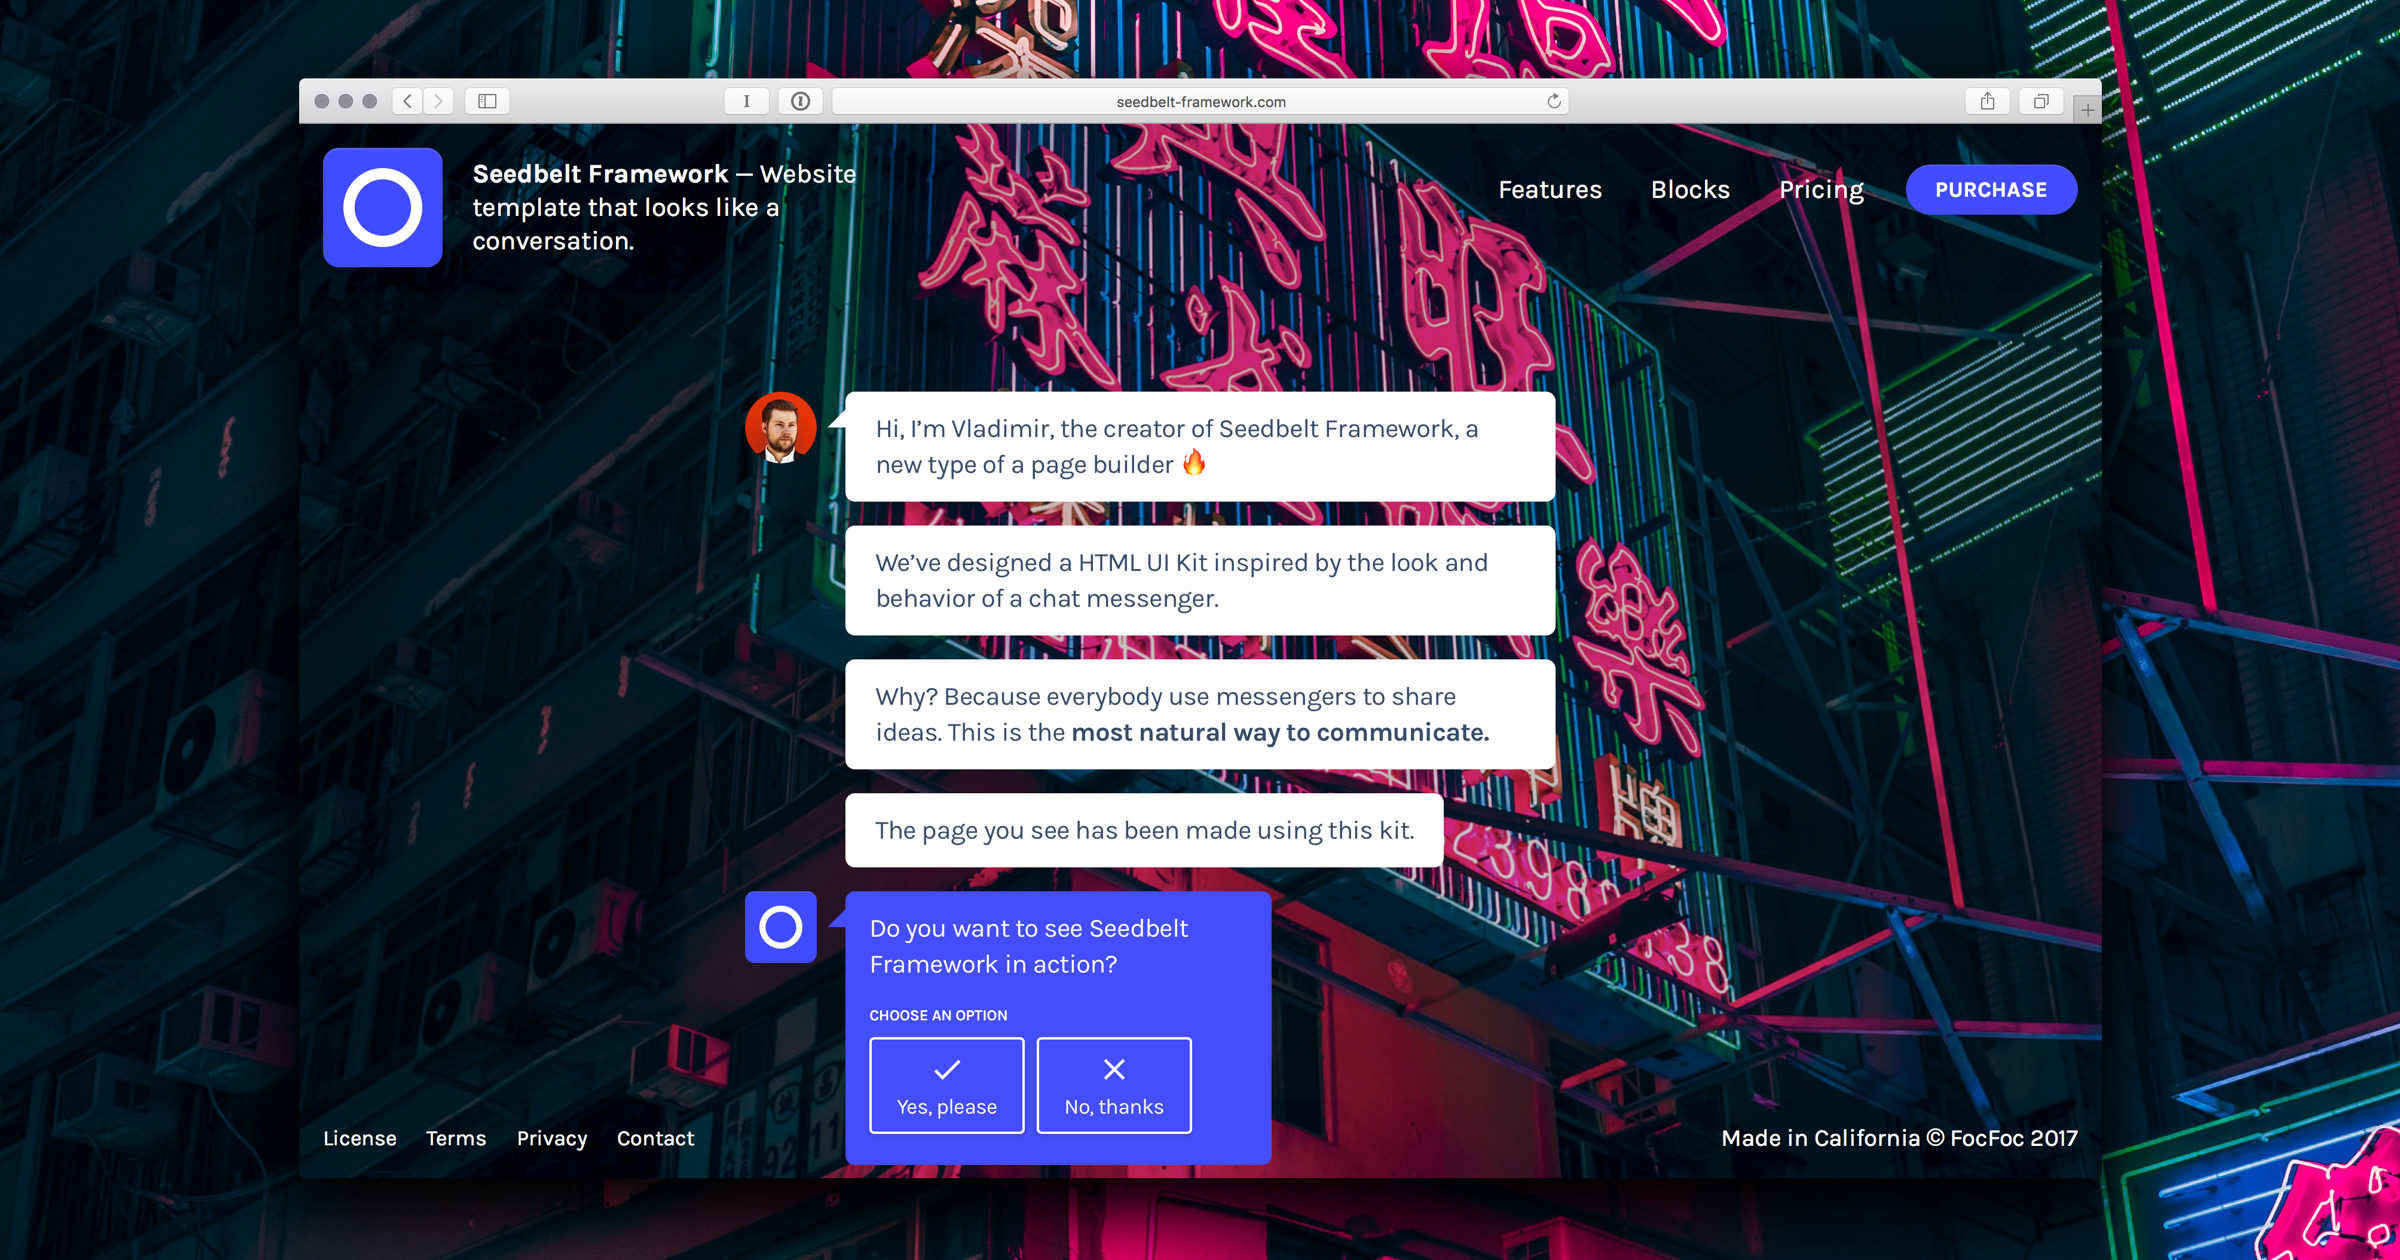 seedbelt-framework.com
Seedbelt Framework — Website
template that looks like a
conversation.
Features
Blocks
Pricing
PURCHASE
Hi, I’m Vladimir, the creator of Seedbelt Framework, a
new type of a page builder 🔥
We’ve designed a HTML UI Kit inspired by the look and
behavior of a chat messenger.
Why? Because everybody use messengers to share
ideas. This is the most natural way to communicate.
The page you see has been made using this kit.
樂
牌
Do you want to see Seedbelt
Framework in action?
CHOOSE AN OPTION
Yes, please
No, thanks
License
Terms
Privacy
Contact
Made in California © FocFoc 2017